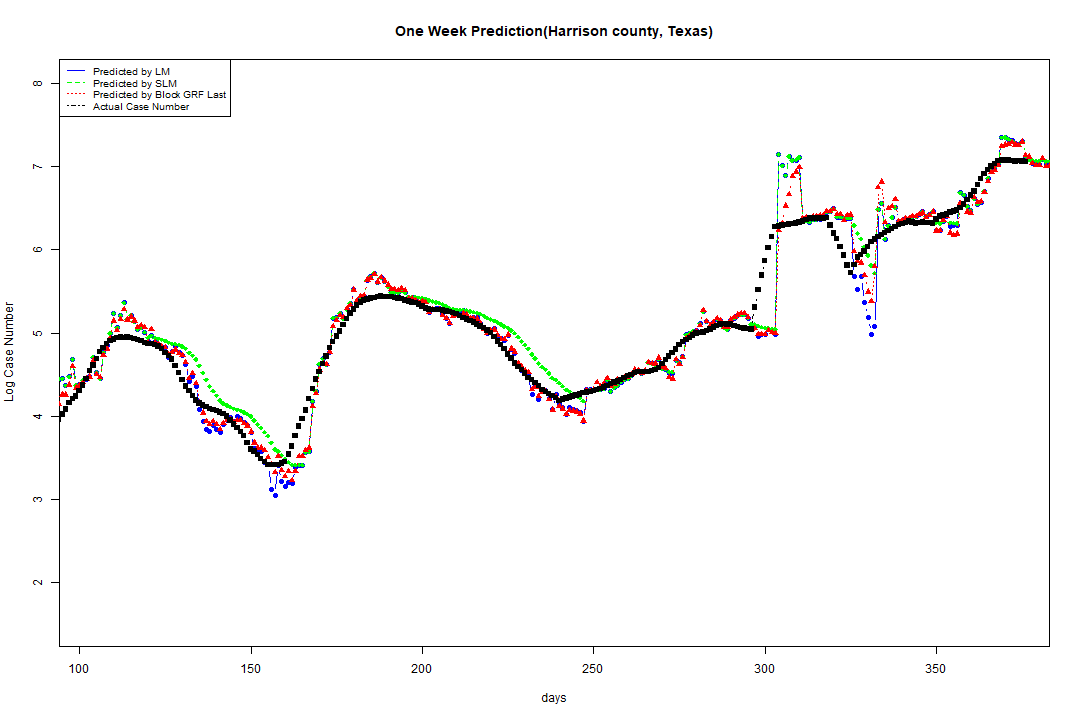 One Week Prediction(Harrison county, Texas)
Predicted by LM
Predicted by SLM
Predicted by Block GRF Last
Actual Case Number
Log Case Number
8
7
6
5
4
3
2
100 150 200 250 300 350
days